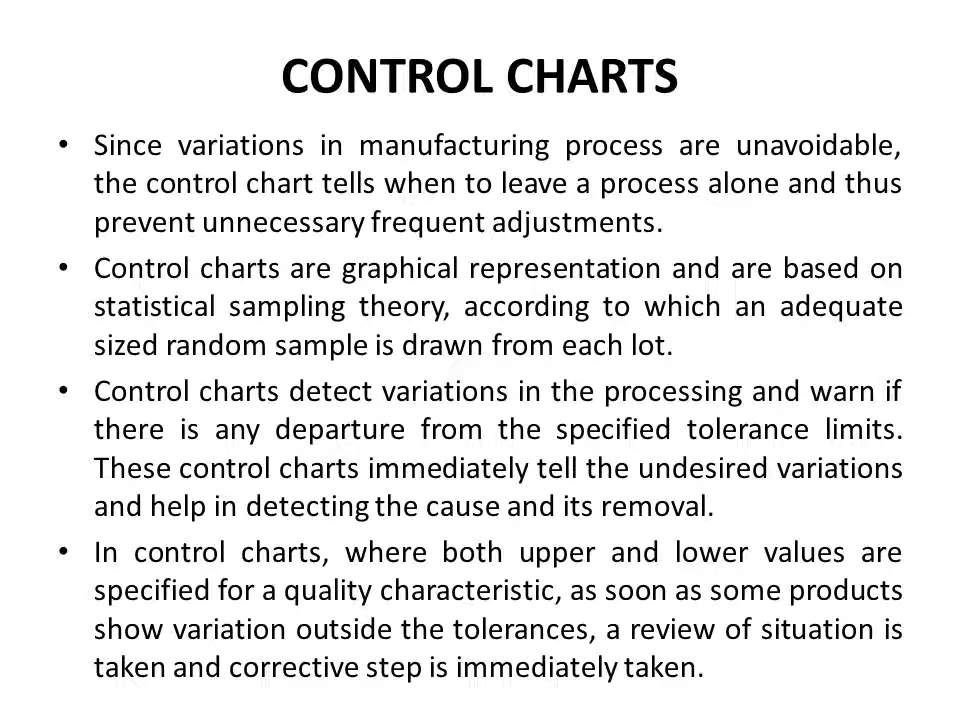 CONTROL CHARTS
• Since variations in manufacturing process are unavoidable,
the control chart tells when to leave a process alone and thus
prevent unnecessary frequent adjustments.
• Control charts are graphical representation and are based on
statistical sampling theory, according to which an adequate
sized random sample is drawn from each lot.
• Control charts detect variations in the processing and warn if
there is any departure from the specified tolerance limits.
These control charts immediately tell the undesired variations
and help in detecting the cause and its removal.
• In control charts, where both upper and lower values are
specified for a quality characteristic, as soon as some products
show variation outside the tolerances, a review of situation is
taken and corrective step is immediately taken.